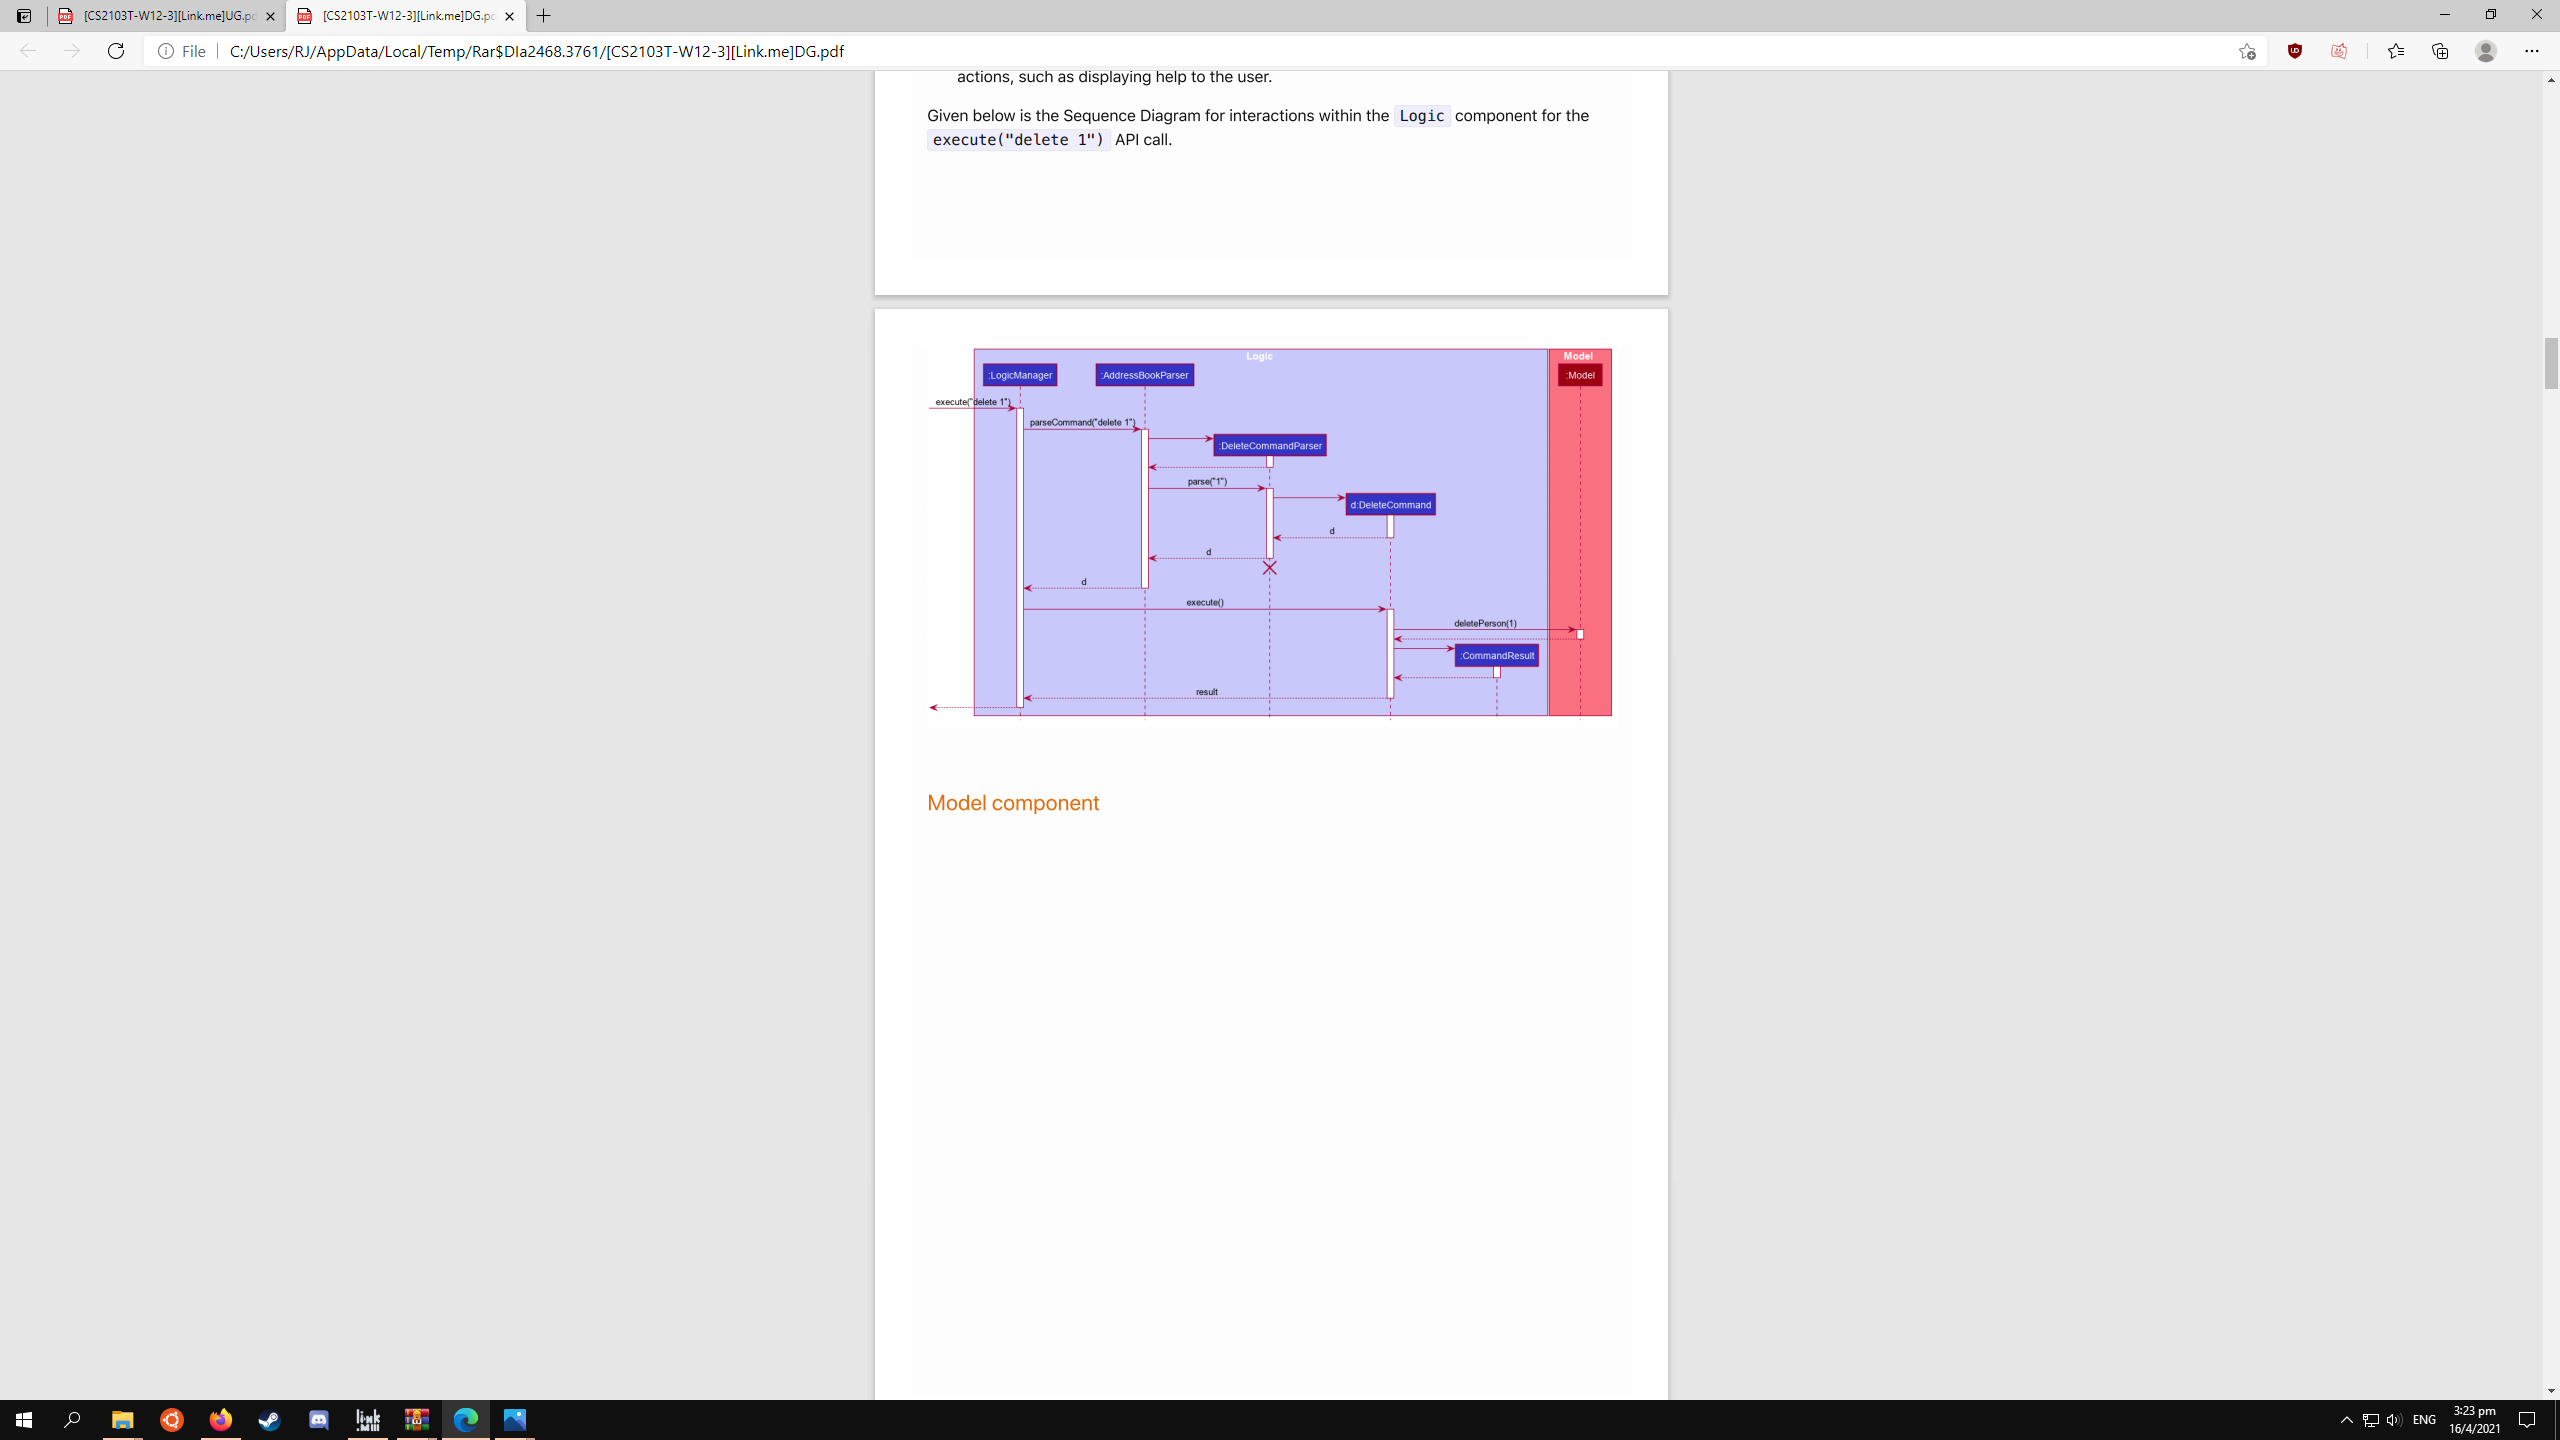 [CS2103T-W12-3][Link.me]UG.pd
[CS2103T-W12-3][Link.me]DG.pd
File
C:/Users/RJ/AppData/Local/Temp/Rar$DIa2468.3761/[CS2103T-W12-3][Link.me]DG.pdf
actions, such as displaying help to the user.
Given below is the Sequence Diagram for interactions within the Logic component for the
execute("delete 1") API call.
Logic
Model
:LogicManager
:AddressBookParser
:Model
execute("delete 1")
parseCommand("delete 1")
:DeleteCommandParser
parse("1")
d:DeleteCommand
d
d
d
execute()
deletePerson(1)
:CommandResult
result
Model component
ENG
3:23 pm
16/4/2021